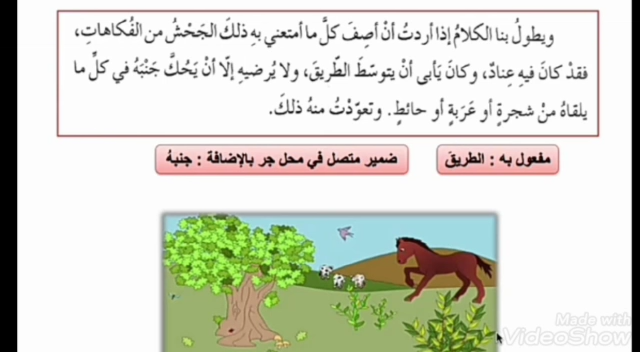 ويطولُ بنا الكلامُ إذا أردتُ أنْ أصِفَ كلَّ ما أمتعني بهِ ذلكَ الجَحْشُ من الفُكاهاتِ،
فقدْ كانَ فيهِ عِنادٌ، وكانَ يَأبى أنْ يتوسّطَ الطّريقَ، ولا يُرضيهِ إلّا أنْ يَحُكَّ جَنْبَهُ في كلِّ ما
يلقاهُ منْ شجرةٍ أو عَرَبةٍ أو حائطٍ. وتعوّدْتُ منهُ ذلكَ.
مفعول به : الطريقَ
ضمير متصل في محل جر بالإضافة : جنبهُ
Made with
VideoShow